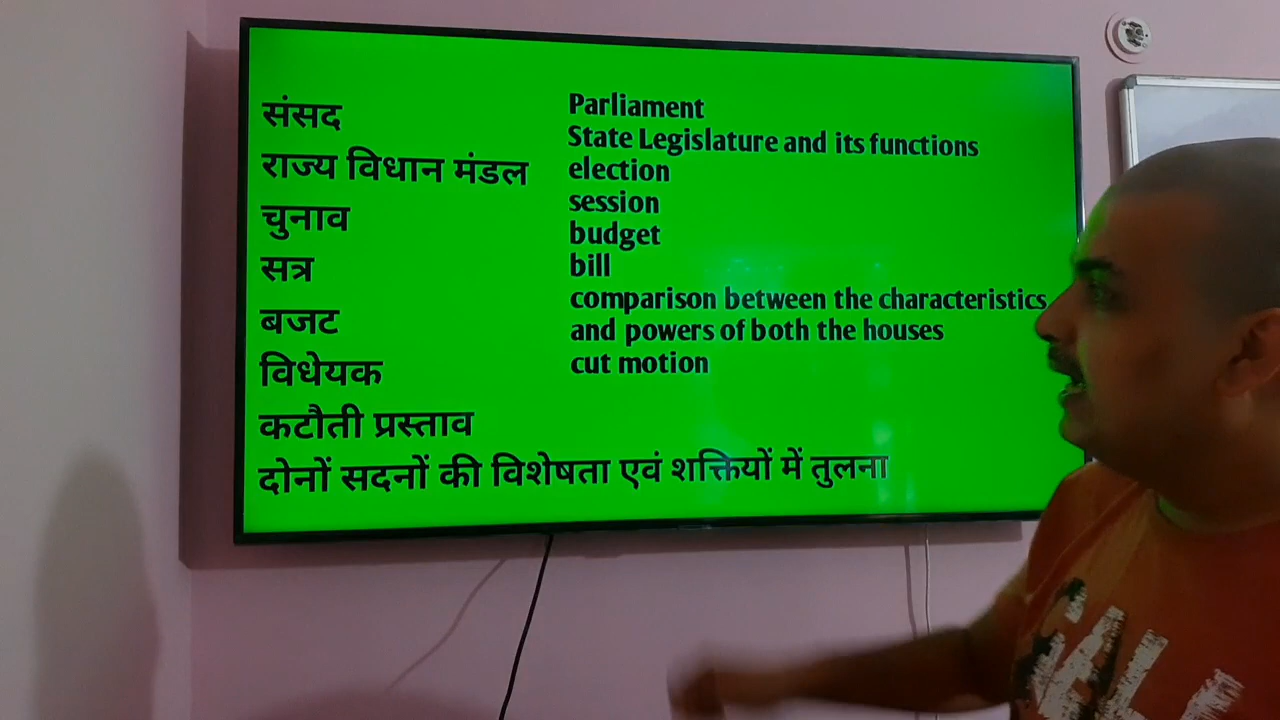 संसद
राज्य विधान मंडल
चुनाव
सत्र
बजट
विधेयक
कटौती प्रस्ताव
दोनों सदनों की विशेषता एवं शक्तियों में तुलना
Parliament
State Legislature and its functions
election
session
budget
bill
comparison between the characteristics
and powers of both the houses
cut motion